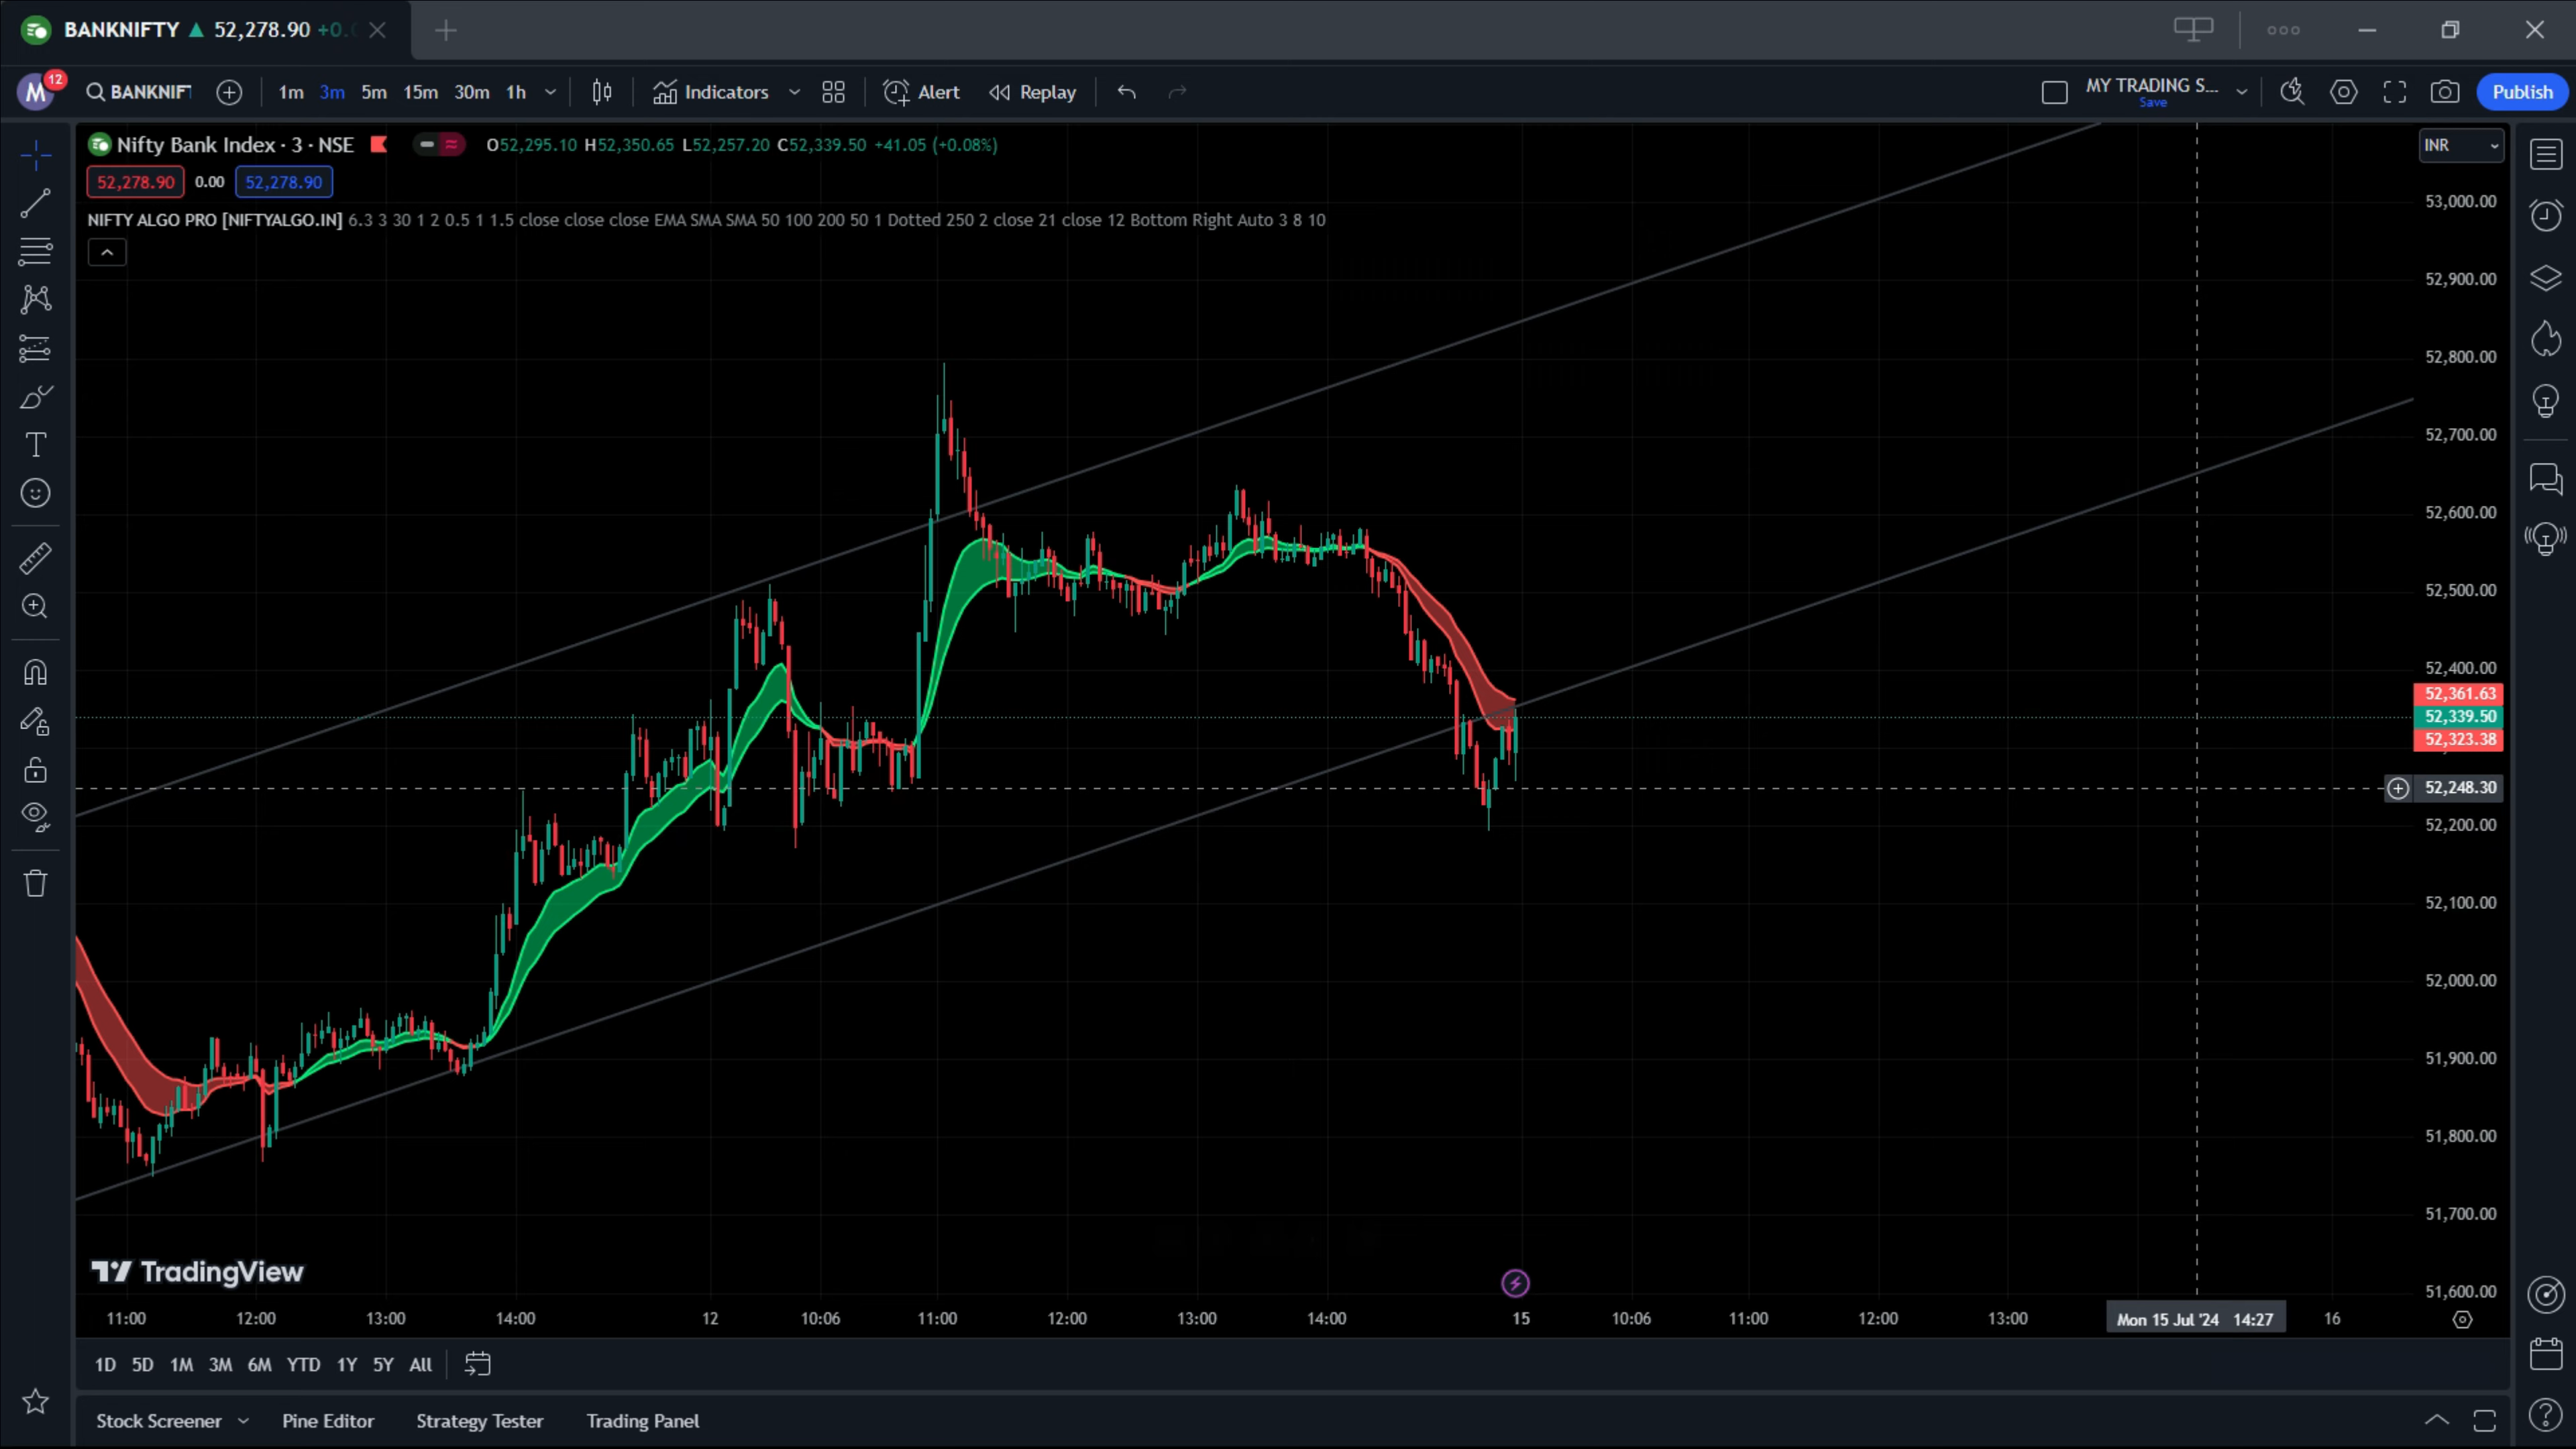 BANKNIFTY ▲ 52,278.90 +0.
M 12 BANKNIF 1m 3m 5m 15m 30m 1h Indicators Alert Replay MY TRADING S... Save Publish
Nifty Bank Index · 3 · NSE O52,295.10 H52,350.65 L52,257.20 C52,339.50 +41.05 (+0.08%) INR
52,278.90 0.00 52,278.90
NIFTY ALGO PRO [NIFTYALGO.IN] 6.3 3 30 1 2 0.5 1 1.5 close close close EMA SMA SMA 50 100 200 50 1 Dotted 250 2 close 21 close 12 Bottom Right Auto 3 8 10
53,000.00
52,900.00
52,800.00
52,700.00
52,600.00
52,500.00
52,400.00
52,361.63
52,339.50
52,323.38
52,248.30
52,200.00
52,100.00
52,000.00
51,900.00
51,800.00
51,700.00
51,600.00
TradingView
11:00 12:00 13:00 14:00 12 10:06 11:00 12:00 13:00 14:00 15 10:06 11:00 12:00 13:00 Mon 15 Jul '24 14:27 16
1D 5D 1M 3M 6M YTD 1Y 5Y All
Stock Screener Pine Editor Strategy Tester Trading Panel